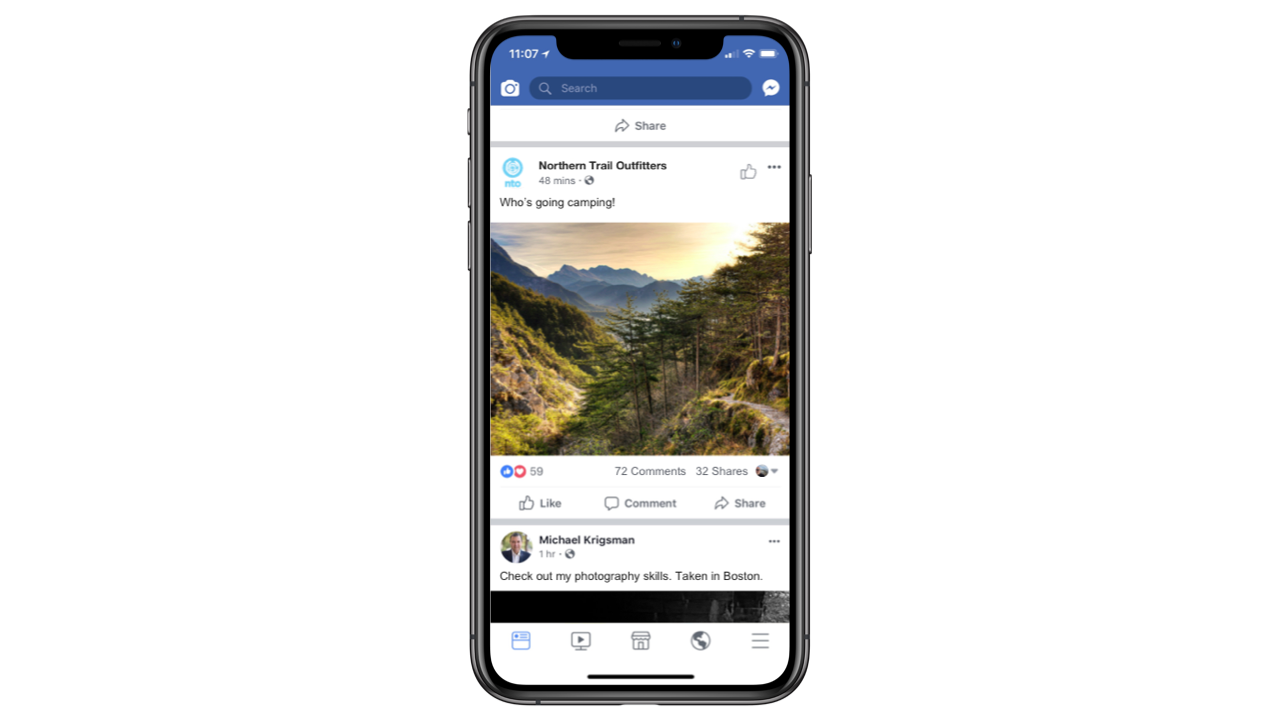 11:07
Search
Share
nto
Northern Trail Outfitters
48 mins ·
Who's going camping!
59
72 Comments 32 Shares
Like Comment Share
Michael Krigsman
1 hr ·
Check out my photography skills. Taken in Boston.